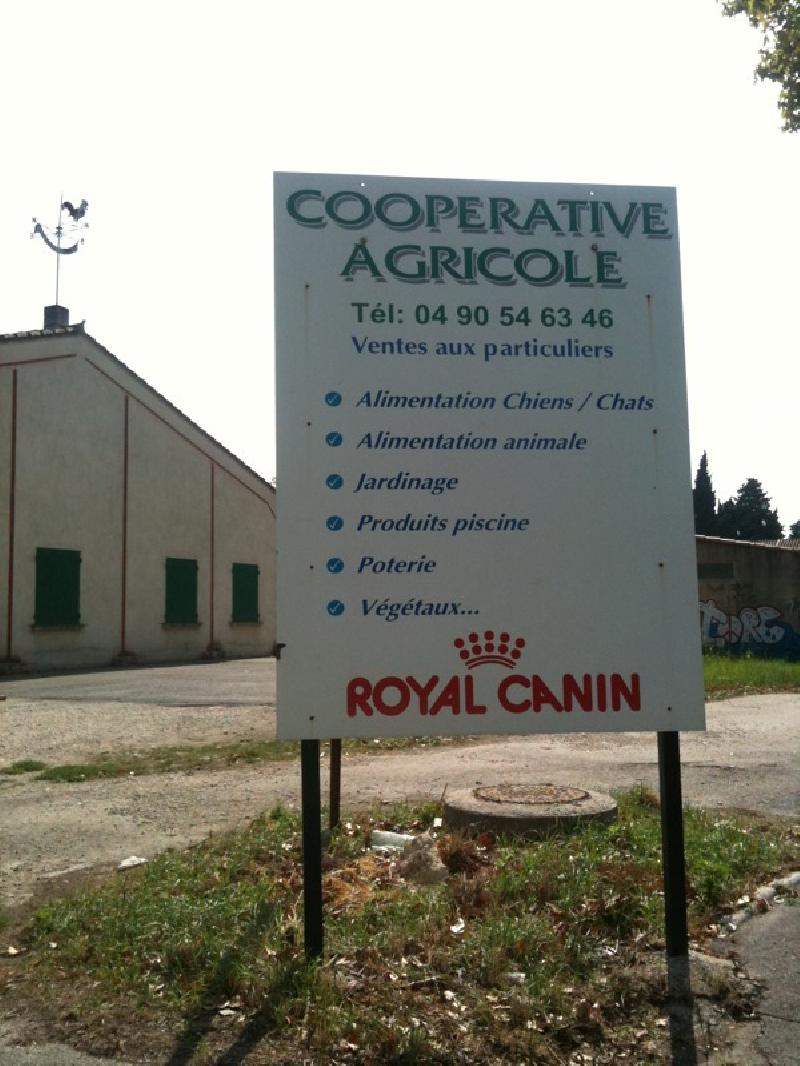 COOPERATIVE
AGRICOLE
Tél: 04 90 54 63 46
Ventes aux particuliers
Alimentation Chiens / Chats
Alimentation animale
Jardinage
Produits piscine
Poterie
Végétaux...
ROYAL CANIN